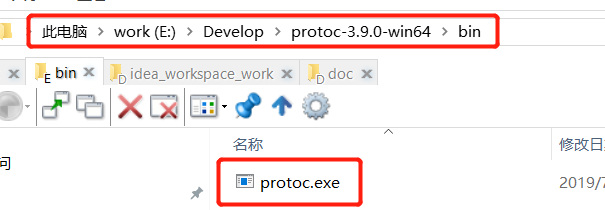 此电脑 > work (E:) > Develop > protoc-3.9.0-win64 > bin
bin idea_workspace_work doc
名称 修改日
问 protoc.exe 2019/7